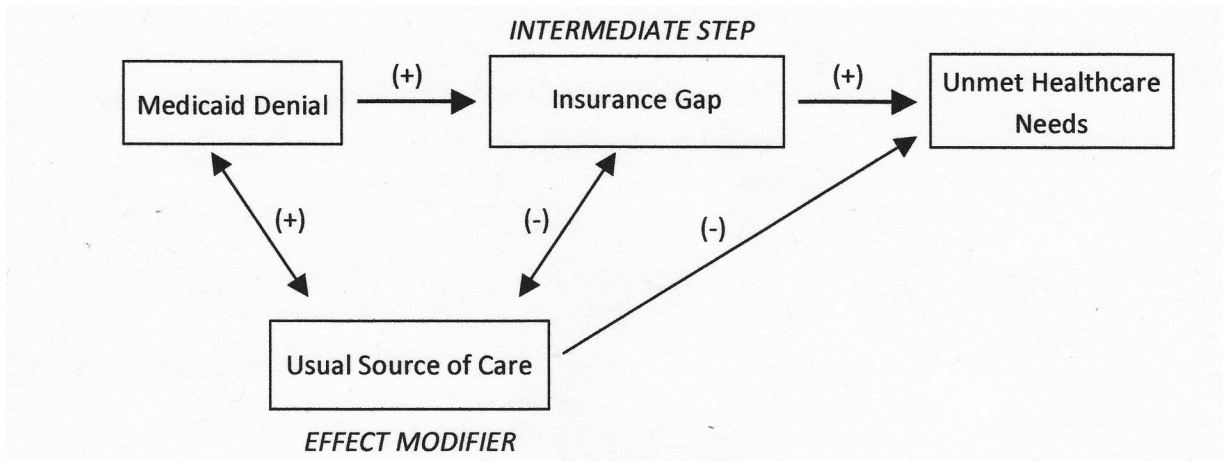 INTERMEDIATE STEP
Medicaid Denial
(+)
Insurance Gap
(+)
Unmet Healthcare
Needs
(+)
(-)
(-)
Usual Source of Care
EFFECT MODIFIER